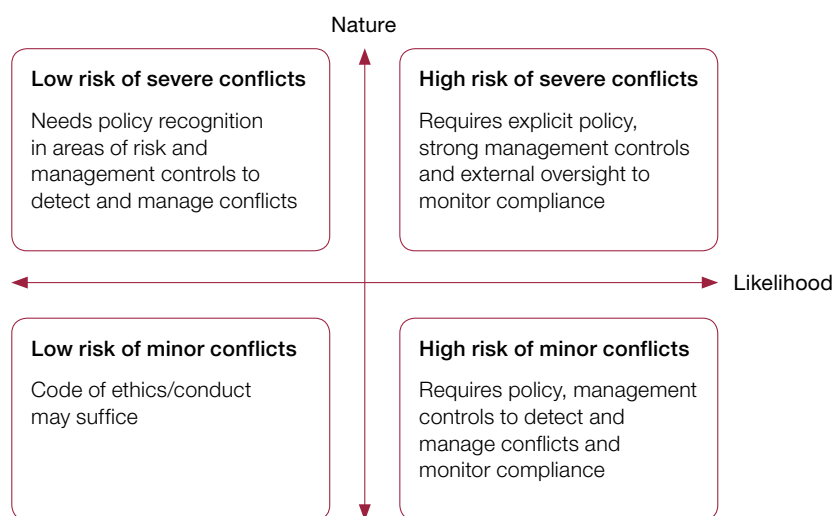 Nature
Low risk of severe conflicts
Needs policy recognition
in areas of risk and
management controls to
detect and manage conflicts
High risk of severe conflicts
Requires explicit policy,
strong management controls
and external oversight to
monitor compliance
Likelihood
Low risk of minor conflicts
Code of ethics/conduct
may suffice
High risk of minor conflicts
Requires policy, management
controls to detect and
manage conflicts and
monitor compliance